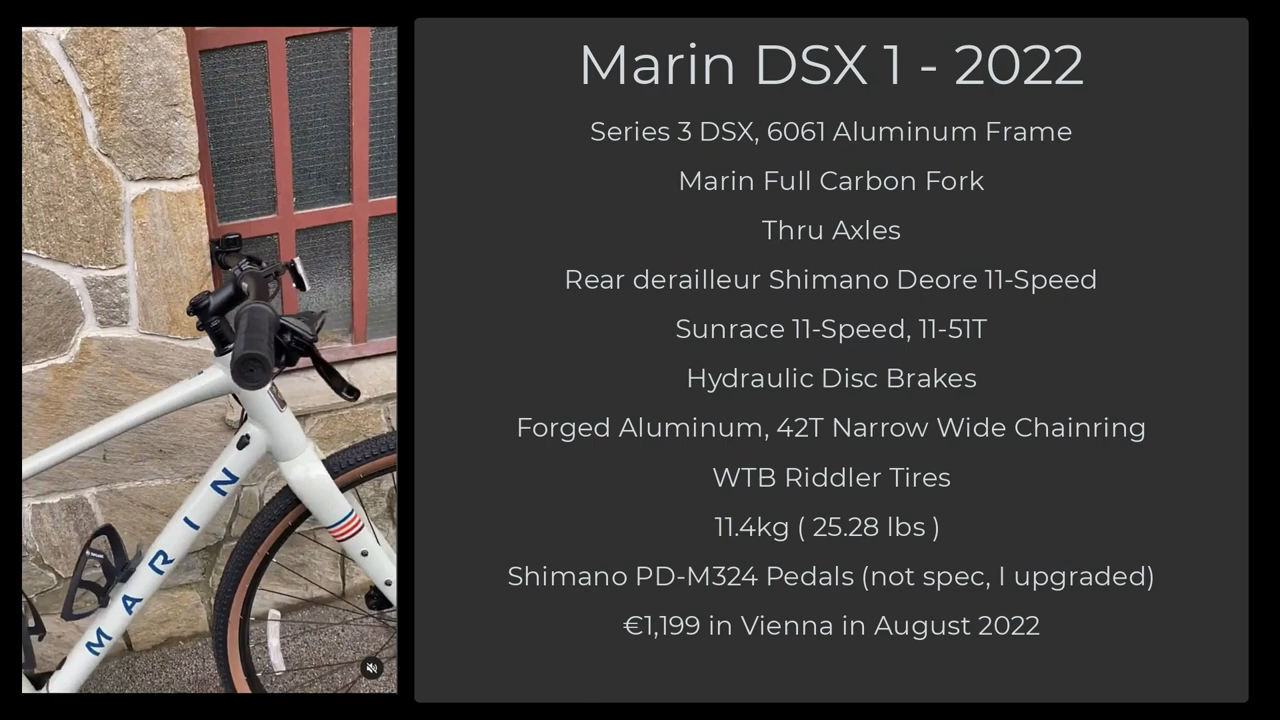 Marin DSX 1 - 2022
Series 3 DSX, 6061 Aluminum Frame
Marin Full Carbon Fork
Thru Axles
Rear derailleur Shimano Deore 11-Speed
Sunrace 11-Speed, 11-51T
Hydraulic Disc Brakes
Forged Aluminum, 42T Narrow Wide Chainring
WTB Riddler Tires
11.4kg ( 25.28 lbs )
Shimano PD-M324 Pedals (not spec, I upgraded)
€1,199 in Vienna in August 2022
MARIN